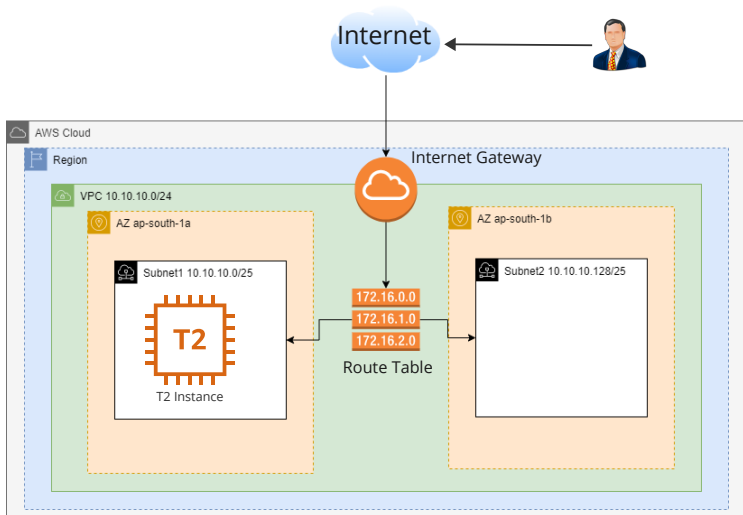 Internet
AWS Cloud
Region
Internet Gateway
VPC 10.10.10.0/24
AZ ap-south-1a
AZ ap-south-1b
Subnet1 10.10.10.0/25
Subnet2 10.10.10.128/25
172.16.0.0
172.16.1.0
172.16.2.0
T2
Route Table
T2 Instance